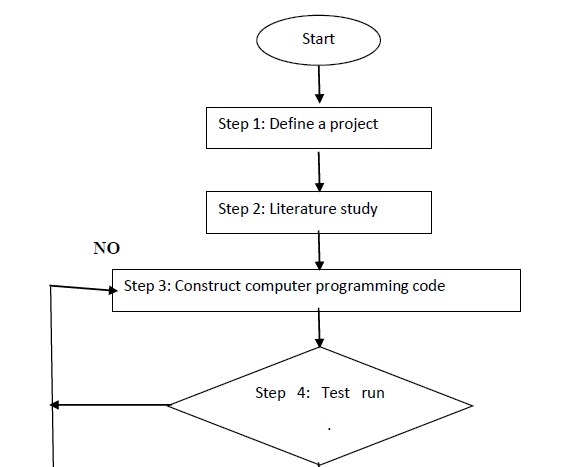 Start
Step 1: Define a project
Step 2: Literature study
NO
Step 3: Construct computer programming code
Step 4: Test run
.